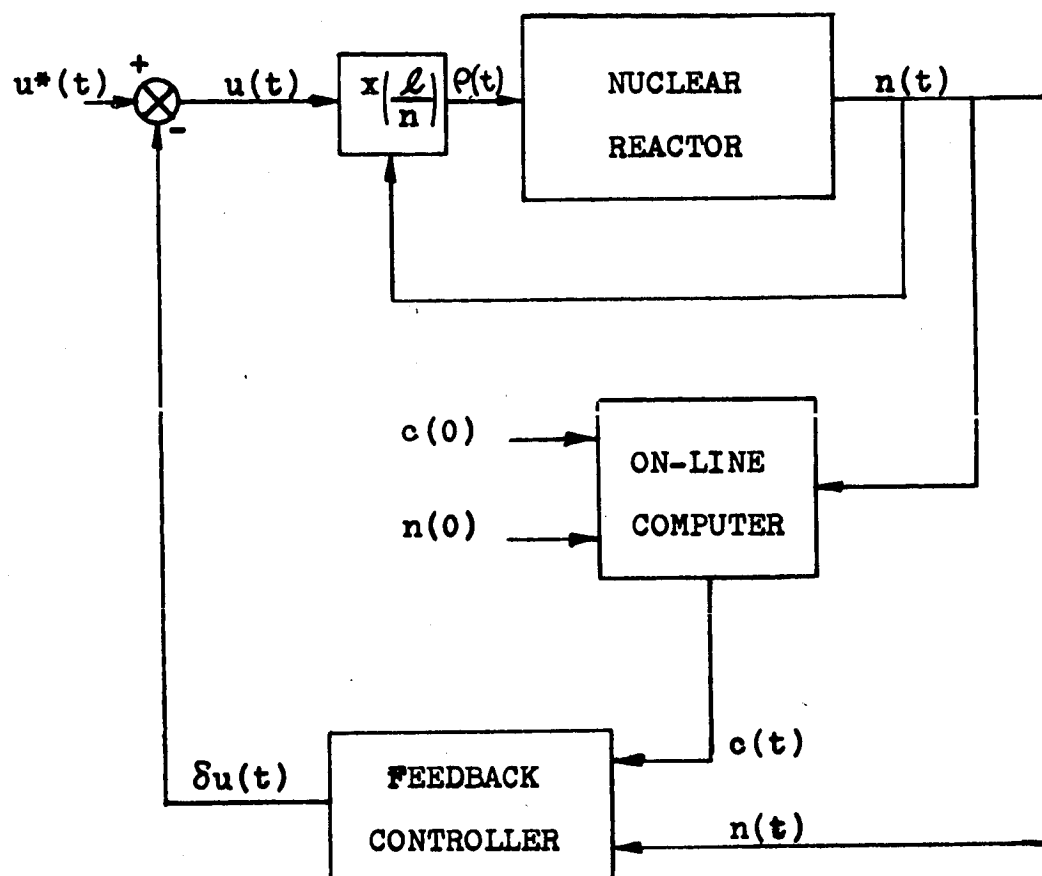 +
u*(t)
-
u(t)
x(ℓ/n)
ρ(t)
NUCLEAR
REACTOR
n(t)
c(0)
n(0)
ON-LINE
COMPUTER
c(t)
δu(t)
FEEDBACK
CONTROLLER
n(t)